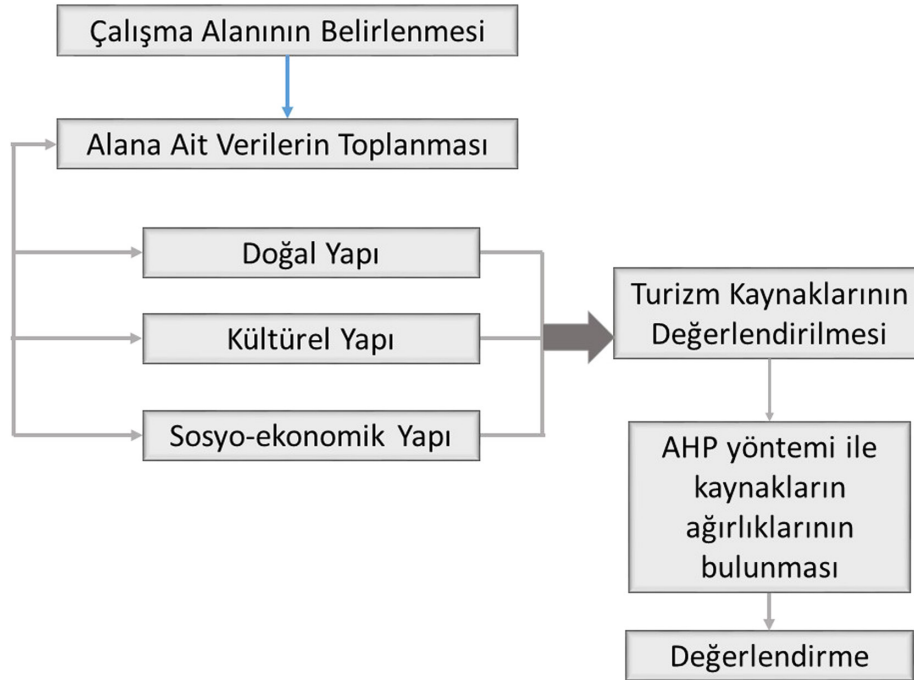 Çalışma Alanının Belirlenmesi
Alana Ait Verilerin Toplanması
Doğal Yapı
Kültürel Yapı
Sosyo-ekonomik Yapı
Turizm Kaynaklarının
Değerlendirilmesi
AHP yöntemi ile
kaynakların
ağırlıklarının
bulunması
Değerlendirme